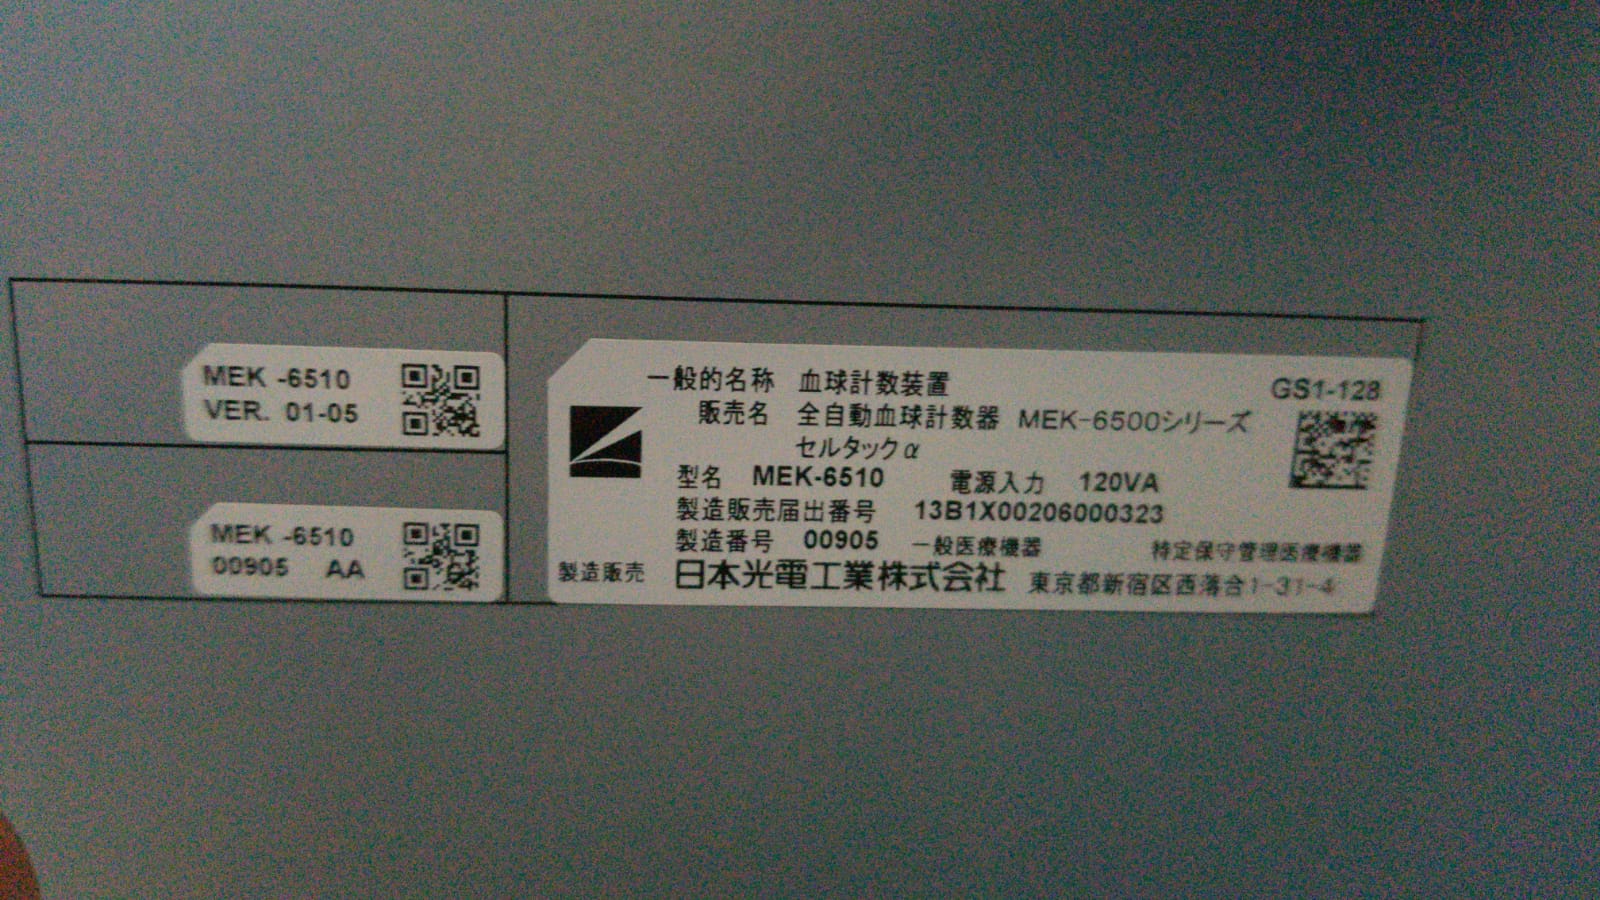 MEK -6510
VER. 01-05
MEK -6510
00905 AA
一般的名称 血球計数装置
GS1-128
販売名 全自動血球計数器 MEK-6500シリーズ
セルタックα
型名 MEK-6510 電源入力 120VA
製造販売届出番号 13B1X00206000323
製造番号 00905 一般医療機器 特定保守管理医療機器
製造販売 日本光電工業株式会社 東京都新宿区西落合1-31-4